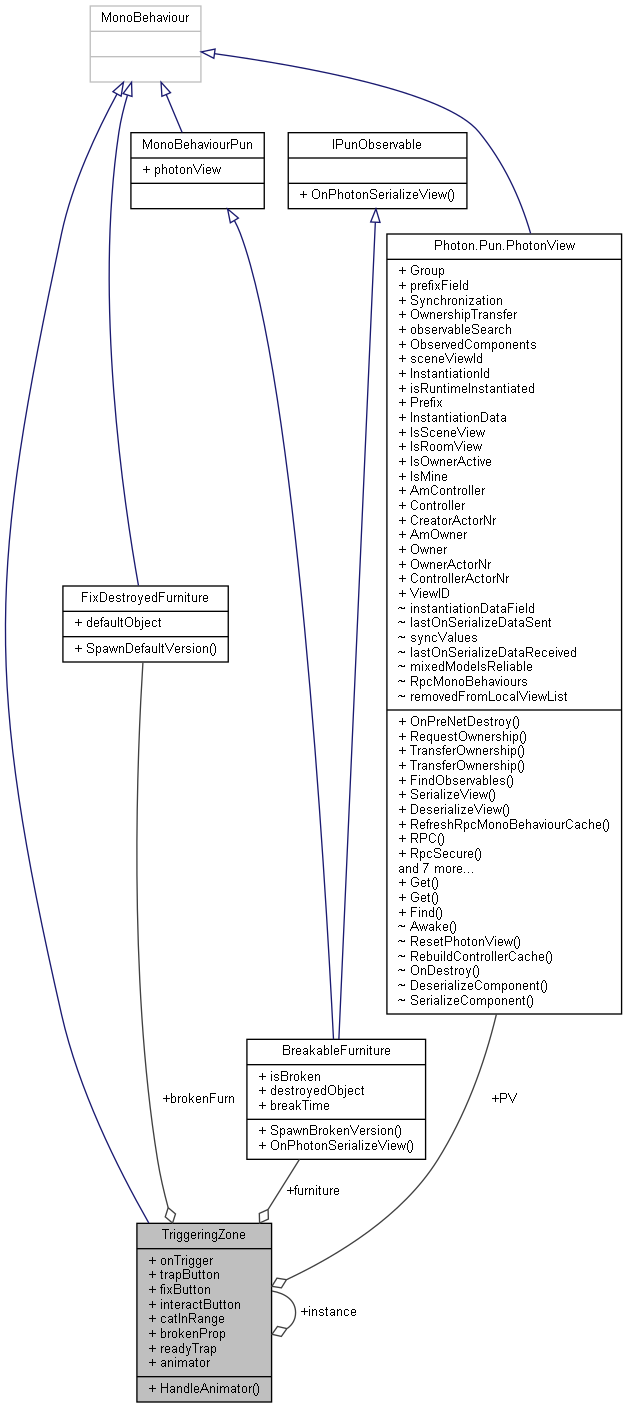 MonoBehaviour
MonoBehaviourPun
+ photonView
IPunObservable
+ OnPhotonSerializeView()
Photon.Pun.PhotonView
+ Group
+ prefixField
+ Synchronization
+ OwnershipTransfer
+ observableSearch
+ ObservedComponents
+ sceneViewId
+ InstantiationId
+ isRuntimeInstantiated
+ Prefix
+ InstantiationData
+ IsSceneView
+ IsRoomView
+ IsOwnerActive
+ IsMine
+ AmController
+ Controller
+ CreatorActorNr
+ AmOwner
+ Owner
+ OwnerActorNr
+ ControllerActorNr
+ ViewID
~ instantiationDataField
~ lastOnSerializeDataSent
~ syncValues
~ lastOnSerializeDataReceived
~ mixedModeIsReliable
~ RpcMonoBehaviours
~ removedFromLocalViewList
+ OnPreNetDestroy()
+ RequestOwnership()
+ TransferOwnership()
+ TransferOwnership()
+ FindObservables()
+ SerializeView()
+ DeserializeView()
+ RefreshRpcMonoBehaviourCache()
+ RPC()
+ RpcSecure()
and 7 more...
+ Get()
+ Get()
+ Find()
~ Awake()
~ ResetPhotonView()
~ RebuildControllerCache()
~ OnDestroy()
~ DeserializeComponent()
~ SerializeComponent()
FixDestroyedFurniture
+ defaultObject
+ SpawnDefaultVersion()
BreakableFurniture
+ isBroken
+ destroyedObject
+ breakTime
+ SpawnBrokenVersion()
+ OnPhotonSerializeView()
+brokenFurn
+PV
+furniture
TriggeringZone
+ onTrigger
+ trapButton
+ fixButton
+ interactButton
+ catInRange
+ brokenProp
+ readyTrap
+ animator
+ HandleAnimator()
+instance